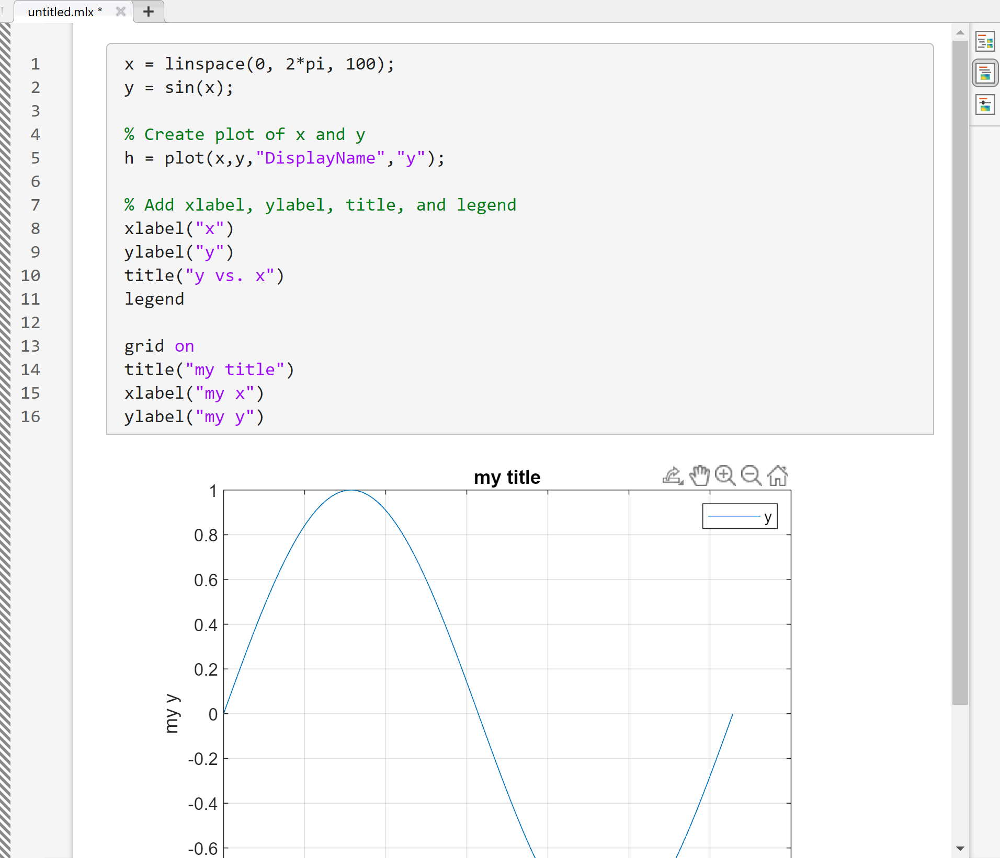 untitled.mlx *
1 x = linspace(0, 2*pi, 100);
2 y = sin(x);
3
4 % Create plot of x and y
5 h = plot(x,y,"DisplayName","y");
6
7 % Add xlabel, ylabel, title, and legend
8 xlabel("x")
9 ylabel("y")
10 title("y vs. x")
11 legend
12
13 grid on
14 title("my title")
15 xlabel("my x")
16 ylabel("my y")
my title
y
1
0.8
0.6
0.4
0.2
my y
0
-0.2
-0.4
-0.6